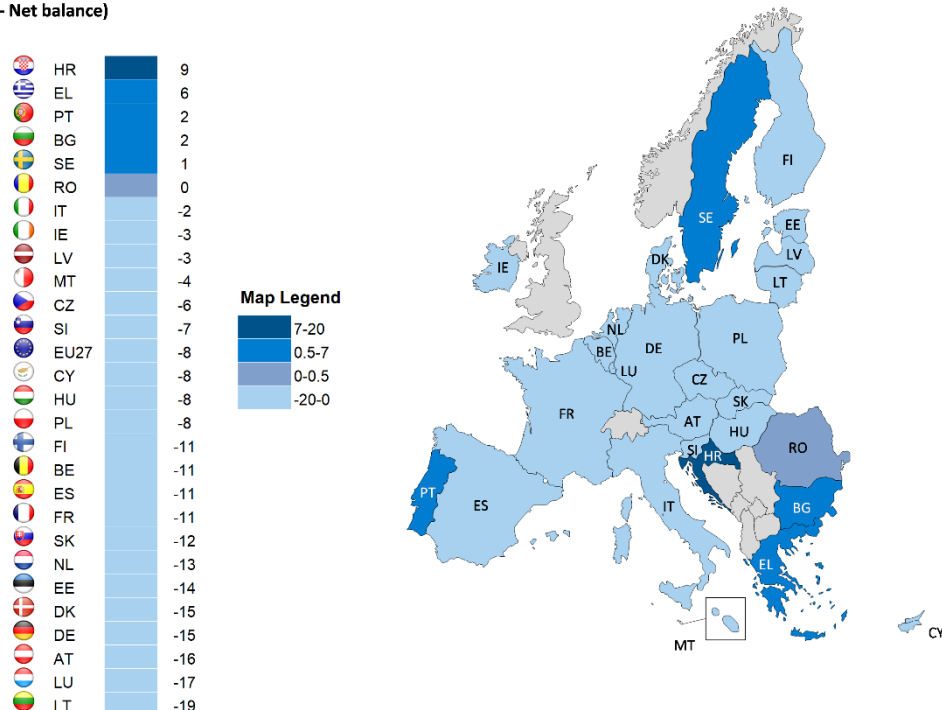 - Net balance)
HR 9
EL 6
PT 2
BG 2
SE 1
RO 0
IT -2
IE -3
LV -3
MT -4
CZ -6
SI -7
EU27 -8
CY -8
HU -8
PL -8
FI -11
BE -11
ES -11
FR -11
SK -12
NL -13
EE -14
DK -15
DE -15
AT -16
LU -17
LT -19
Map Legend
7-20
0.5-7
0-0.5
-20-0
FI
SE
EE
LV
LT
DK
IE
NL
BE
DE
PL
LU
CZ
SK
FR
AT
HU
SI
HR
RO
PT
ES
IT
BG
EL
MT
CY